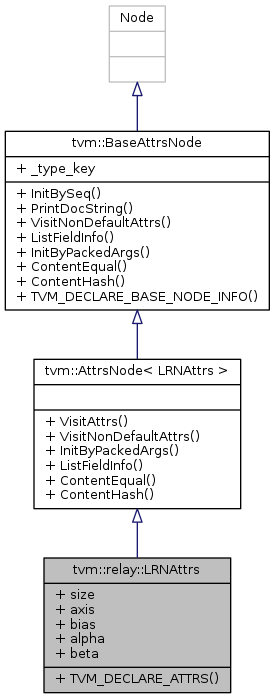 Node
tvm::BaseAttrsNode
+ _type_key
+ InitBySeq()
+ PrintDocString()
+ VisitNonDefaultAttrs()
+ ListFieldInfo()
+ InitByPackedArgs()
+ ContentEqual()
+ ContentHash()
+ TVM_DECLARE_BASE_NODE_INFO()
tvm::AttrsNode< LRNAttrs >
+ VisitAttrs()
+ VisitNonDefaultAttrs()
+ InitByPackedArgs()
+ ListFieldInfo()
+ ContentEqual()
+ ContentHash()
tvm::relay::LRNAttrs
+ size
+ axis
+ bias
+ alpha
+ beta
+ TVM_DECLARE_ATTRS()